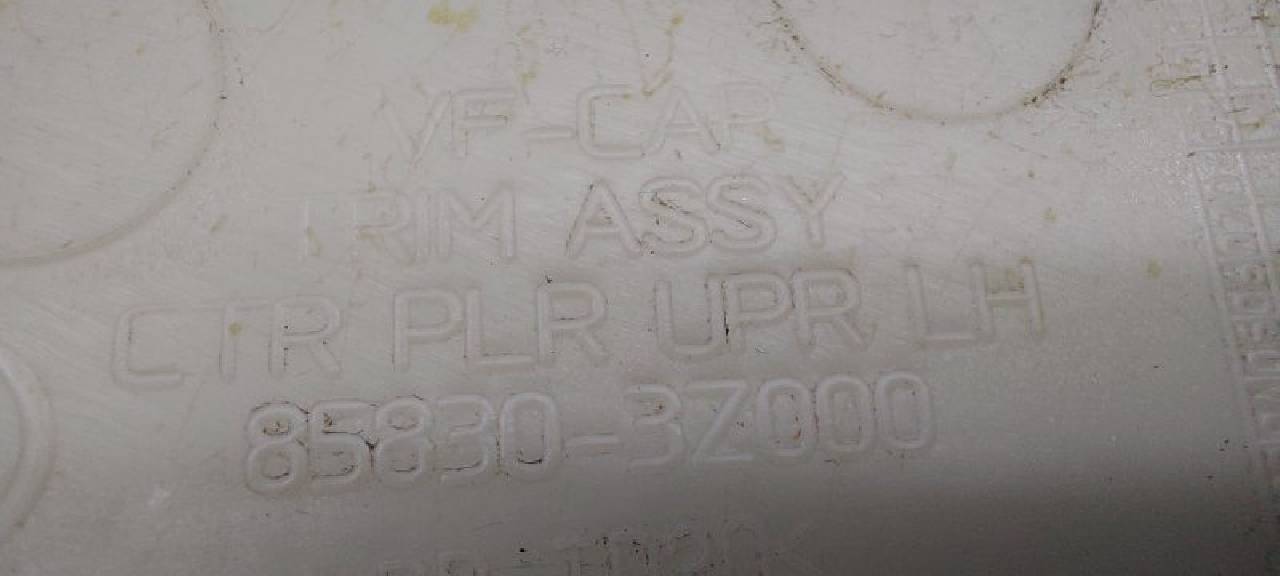 VF-CAP
TRIM ASSY-
CTR PLR UPR LH
85830-3Z000